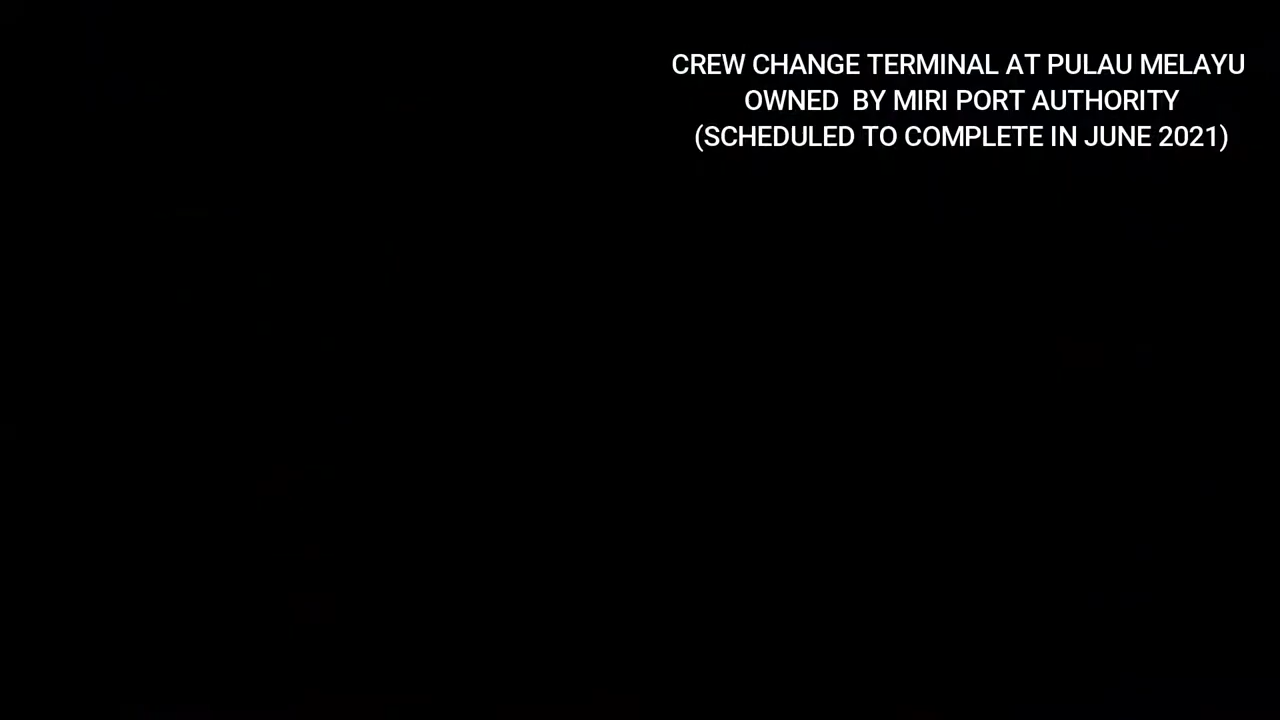 CREW CHANGE TERMINAL AT PULAU MELAYU
OWNED  BY MIRI PORT AUTHORITY
(SCHEDULED TO COMPLETE IN JUNE 2021)